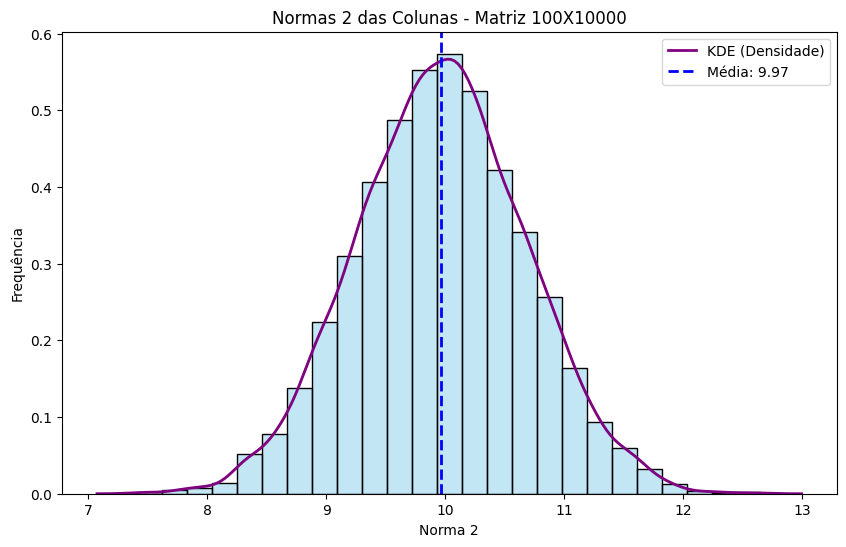 Normas 2 das Colunas - Matriz 100X10000
KDE (Densidade)
Média: 9.97
Frequência
0.6
0.5
0.4
0.3
0.2
0.1
0.0
7 8 9 10 11 12 13
Norma 2